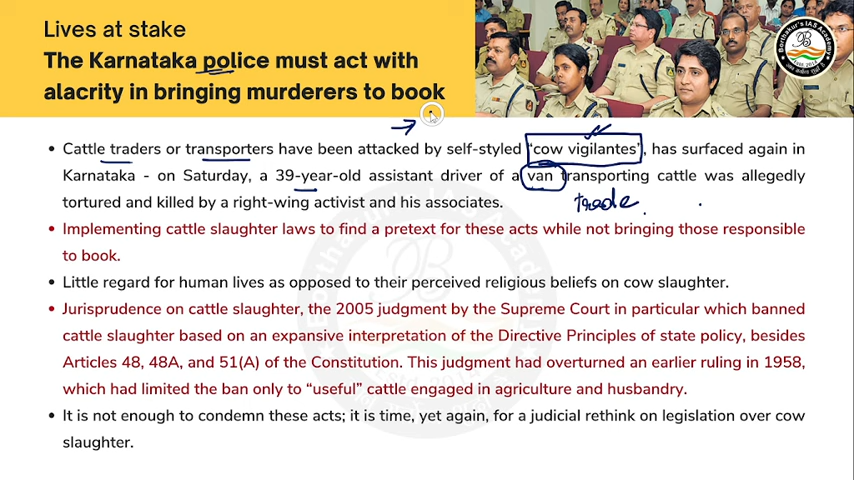 Lives at stake
The Karnataka police must act with
alacrity in bringing murderers to book
• Cattle traders or transporters have been attacked by self-styled "cow vigilantes", has surfaced again in
Karnataka - on Saturday, a 39-year-old assistant driver of a van transporting cattle was allegedly
tortured and killed by a right-wing activist and his associates.
trade
• Implementing cattle slaughter laws to find a pretext for these acts while not bringing those responsible
to book.
• Little regard for human lives as opposed to their perceived religious beliefs on cow slaughter.
• Jurisprudence on cattle slaughter, the 2005 judgment by the Supreme Court in particular which banned
cattle slaughter based on an expansive interpretation of the Directive Principles of state policy, besides
Articles 48, 48A, and 51(A) of the Constitution. This judgment had overturned an earlier ruling in 1958,
which had limited the ban only to "useful" cattle engaged in agriculture and husbandry.
• It is not enough to condemn these acts; it is time, yet again, for a judicial rethink on legislation over cow
slaughter.